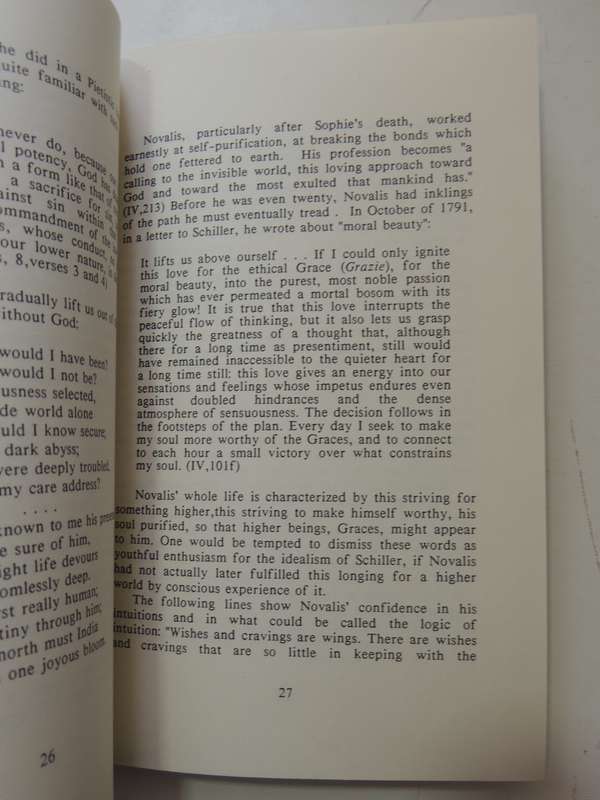 he did in a Pietistic
uite familiar with
ng:
never do, because
l potency, God has
n a form like that of
a sacrifice for sin
ainst sin within
ommandment of the
s, whose conduct,
our lower nature, is
s, 8,verses 3 and 4)
radually lift us out of
without God:
would I have been?
would I not be?
ousness selected,
de world alone
uld I know secure;
dark abyss;
were deeply troubled,
my care address?
. . . .
known to me his
e sure of him,
ight life devours
omlessly deep.
rst really human;
tiny through him;
north must India
one joyous bloom.
26
Novalis, particularly after Sophie's death, worked
earnestly at self-purification, at breaking the bonds which
hold one fettered to earth. His profession becomes "a
calling to the invisible world, this loving approach toward
God and toward the most exulted that mankind has."
(IV,213) Before he was even twenty, Novalis had inklings
of the path he must eventually tread . In October of 1791,
in a letter to Schiller, he wrote about "moral beauty":
It lifts us above ourself . . . If I could only ignite
this love for the ethical Grace (Grazie), for the
moral beauty, into the purest, most noble passion
which has ever permeated a mortal bosom with its
fiery glow! It is true that this love interrupts the
peaceful flow of thinking, but it also lets us grasp
quickly the greatness of a thought that, although
there for a long time as presentiment, still would
have remained inaccessible to the quieter heart for
a long time still: this love gives an energy into our
sensations and feelings whose impetus endures even
against doubled hindrances and the dense
atmosphere of sensuousness. The decision follows in
the footsteps of the plan. Every day I seek to make
my soul more worthy of the Graces, and to connect
to each hour a small victory over what constrains
my soul. (IV,101f)
Novalis' whole life is characterized by this striving for
something higher,this striving to make himself worthy, his
soul purified, so that higher beings, Graces, might appear
to him. One would be tempted to dismiss these words as
youthful enthusiasm for the idealism of Schiller, if Novalis
had not actually later fulfilled this longing for a higher
world by conscious experience of it.
The following lines show Novalis' confidence in his
intuitions and in what could be called the logic of
intuition: "Wishes and cravings are wings. There are wishes
and cravings that are so little in keeping with the
27